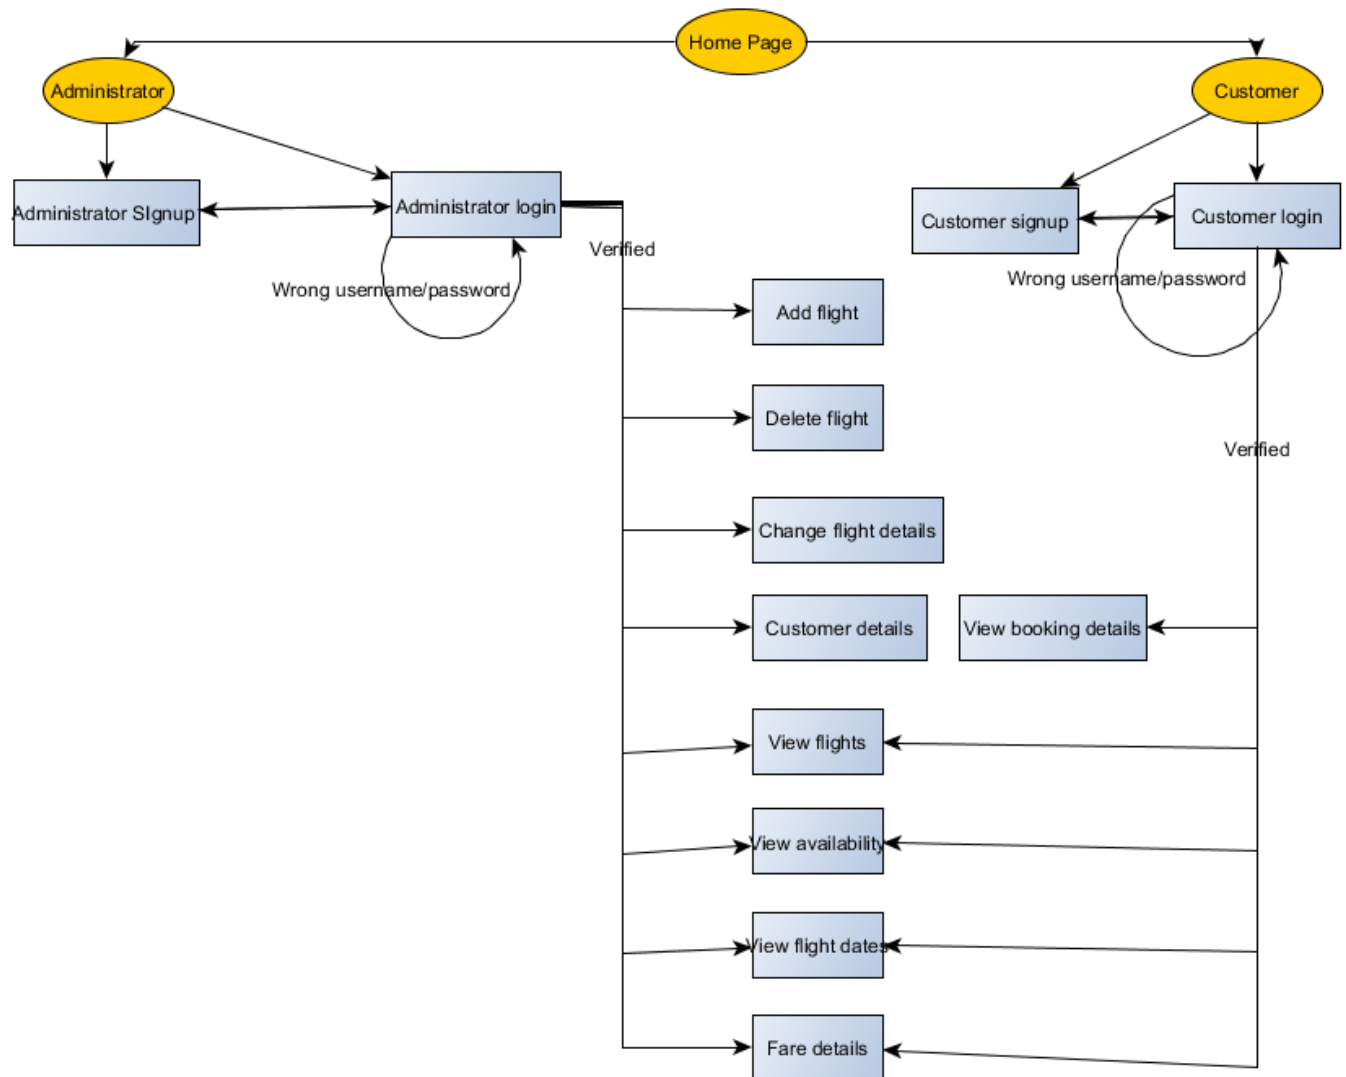 Home Page
Administrator
Customer
Administrator SIgnup
Administrator login
Customer signup
Customer login
Verified
Wrong username/password
Wrong username/password
Add flight
Delete flight
Verified
Change flight details
Customer details
View booking details
View flights
View availability
View flight dates
Fare details